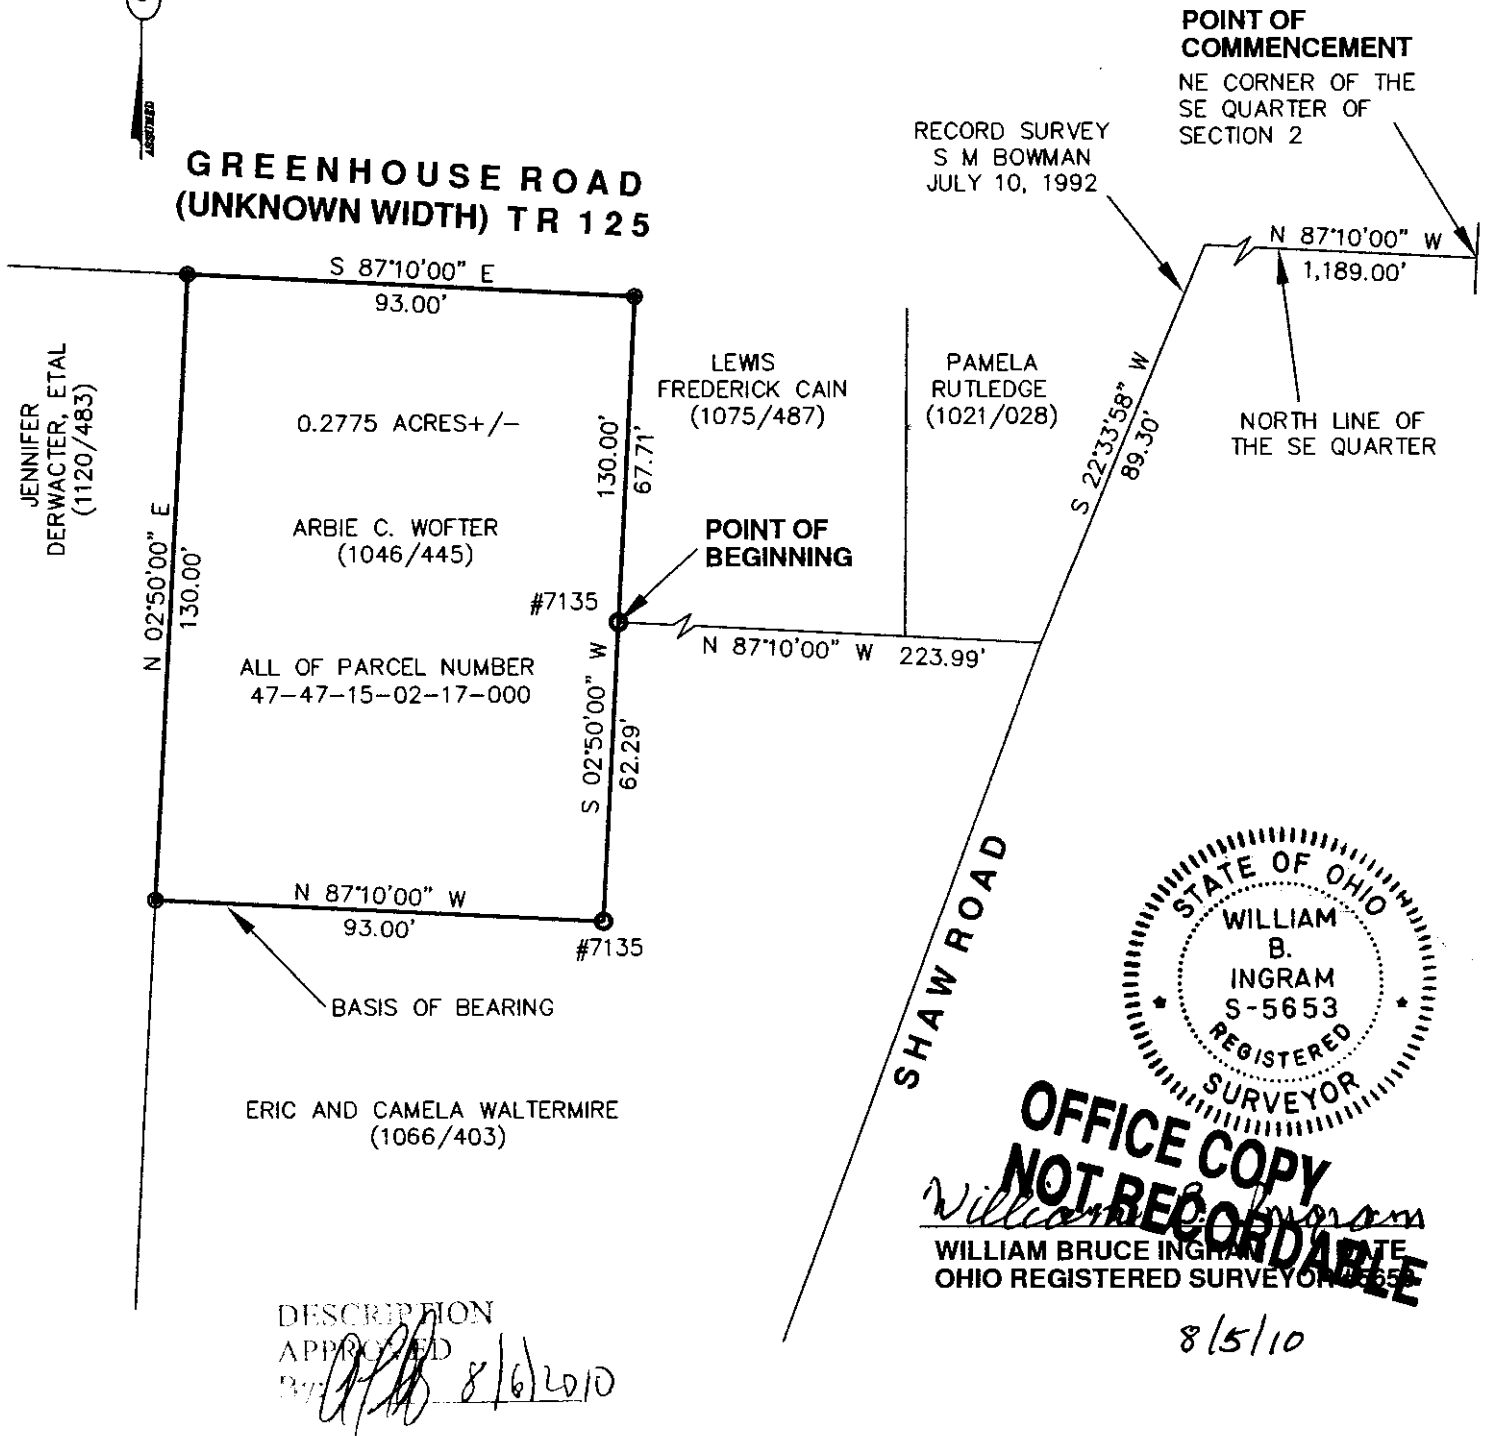 ASSUMED
GREENHOUSE ROAD
(UNKNOWN WIDTH) TR 125
POINT OF
COMMENCEMENT
NE CORNER OF THE
SE QUARTER OF
SECTION 2
RECORD SURVEY
S M BOWMAN
JULY 10, 1992
N 87°10'00" W
1,189.00'
NORTH LINE OF
THE SE QUARTER
S 22°33'58" W
89.30'
S 87°10'00" E
93.00'
JENNIFER
DERWACTER, ETAL
(1120/483)
0.2775 ACRES+/-
ARBIE C. WOFTER
(1046/445)
ALL OF PARCEL NUMBER
47-47-15-02-17-000
N 02°50'00" E
130.00'
130.00'
67.71'
LEWIS
FREDERICK CAIN
(1075/487)
PAMELA
RUTLEDGE
(1021/028)
POINT OF
BEGINNING
#7135
N 87°10'00" W 223.99'
S 02°50'00" W
62.29'
N 87°10'00" W
93.00'
#7135
BASIS OF BEARING
ERIC AND CAMELA WALTERMIRE
(1066/403)
SHAW ROAD
STATE OF OHIO
WILLIAM
B.
INGRAM
S-5653
REGISTERED
SURVEYOR
OFFICE COPY
NOT RECORDABLE
William B. Ingram
WILLIAM BRUCE INGRAM DATE
OHIO REGISTERED SURVEYOR 5653
8/5/10
DESCRIPTION
APPROVED
By: 8/6/2010